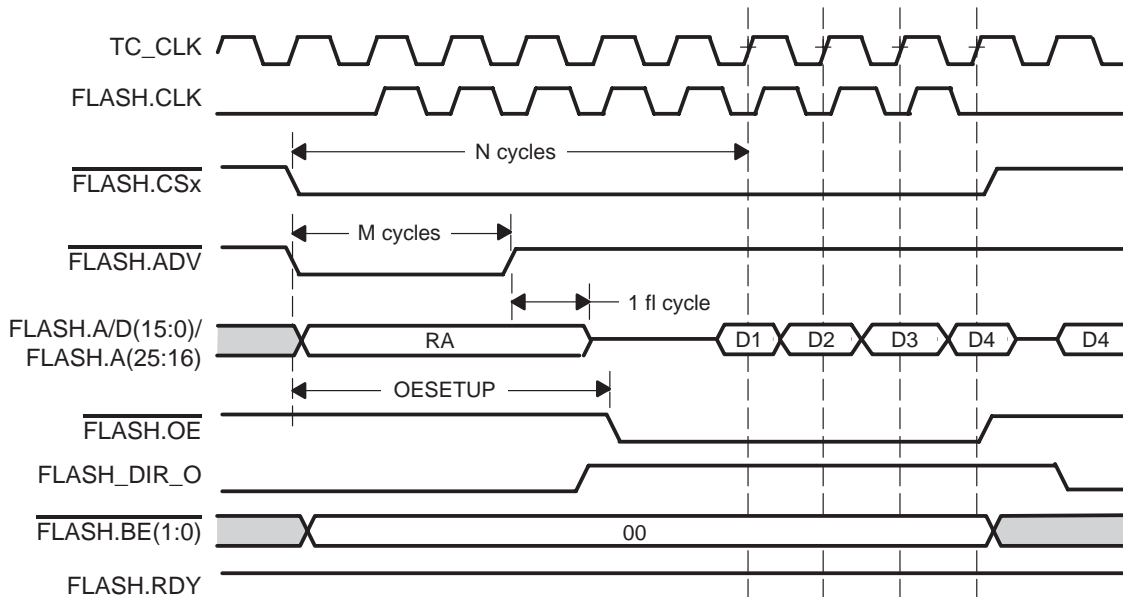 TC_CLK
FLASH.CLK
N cycles
FLASH.CSx
M cycles
FLASH.ADV
1 fl cycle
FLASH.A/D(15:0)/
FLASH.A(25:16)
RA
D1
D2
D3
D4
D4
OESETUP
FLASH.OE
FLASH_DIR_O
FLASH.BE(1:0)
00
FLASH.RDY